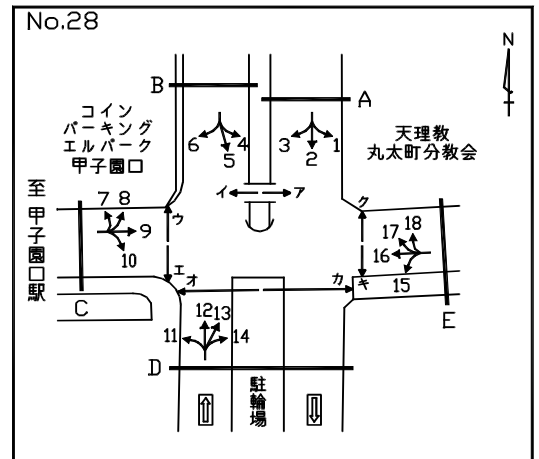 No.28
N
B
A
コイン
パーキング
エルパーク
甲子園口
天理教
丸太町分教会
6
5
4
3
2
1
イ
ア
至甲子園口駅
7
8
9
10
ウ
エ
オ
カ
キ
ク
17
18
16
15
C
E
11
12
13
14
D
駐輪場